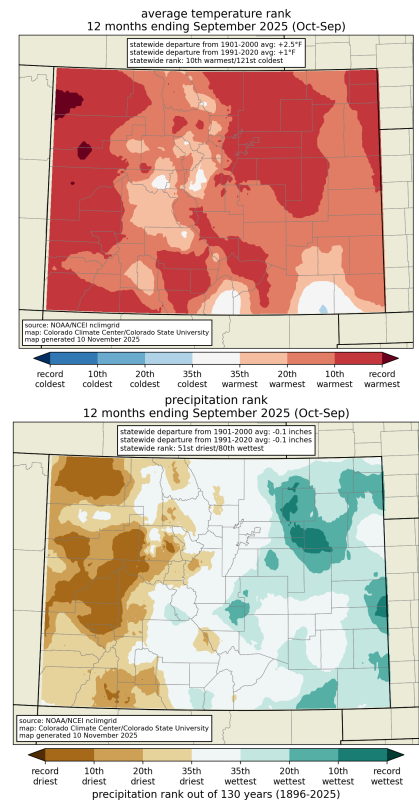 average temperature rank
12 months ending September 2025 (Oct-Sep)
statewide departure from 1901-2000 avg: +2.5°F
statewide departure from 1991-2020 avg: +1°F
statewide rank: 10th warmest/121st coldest
source: NOAA/NCEI nclimgrid
map: Colorado Climate Center/Colorado State University
map generated 10 November 2025
record coldest 10th coldest 20th coldest 35th coldest 35th warmest 20th warmest 10th warmest record warmest
precipitation rank
12 months ending September 2025 (Oct-Sep)
statewide departure from 1901-2000 avg: -0.1 inches
statewide departure from 1991-2020 avg: -0.1 inches
statewide rank: 51st driest/80th wettest
source: NOAA/NCEI nclimgrid
map: Colorado Climate Center/Colorado State University
map generated 10 November 2025
record driest 10th driest 20th driest 35th driest 35th wettest 20th wettest 10th wettest record wettest
precipitation rank out of 130 years (1896-2025)